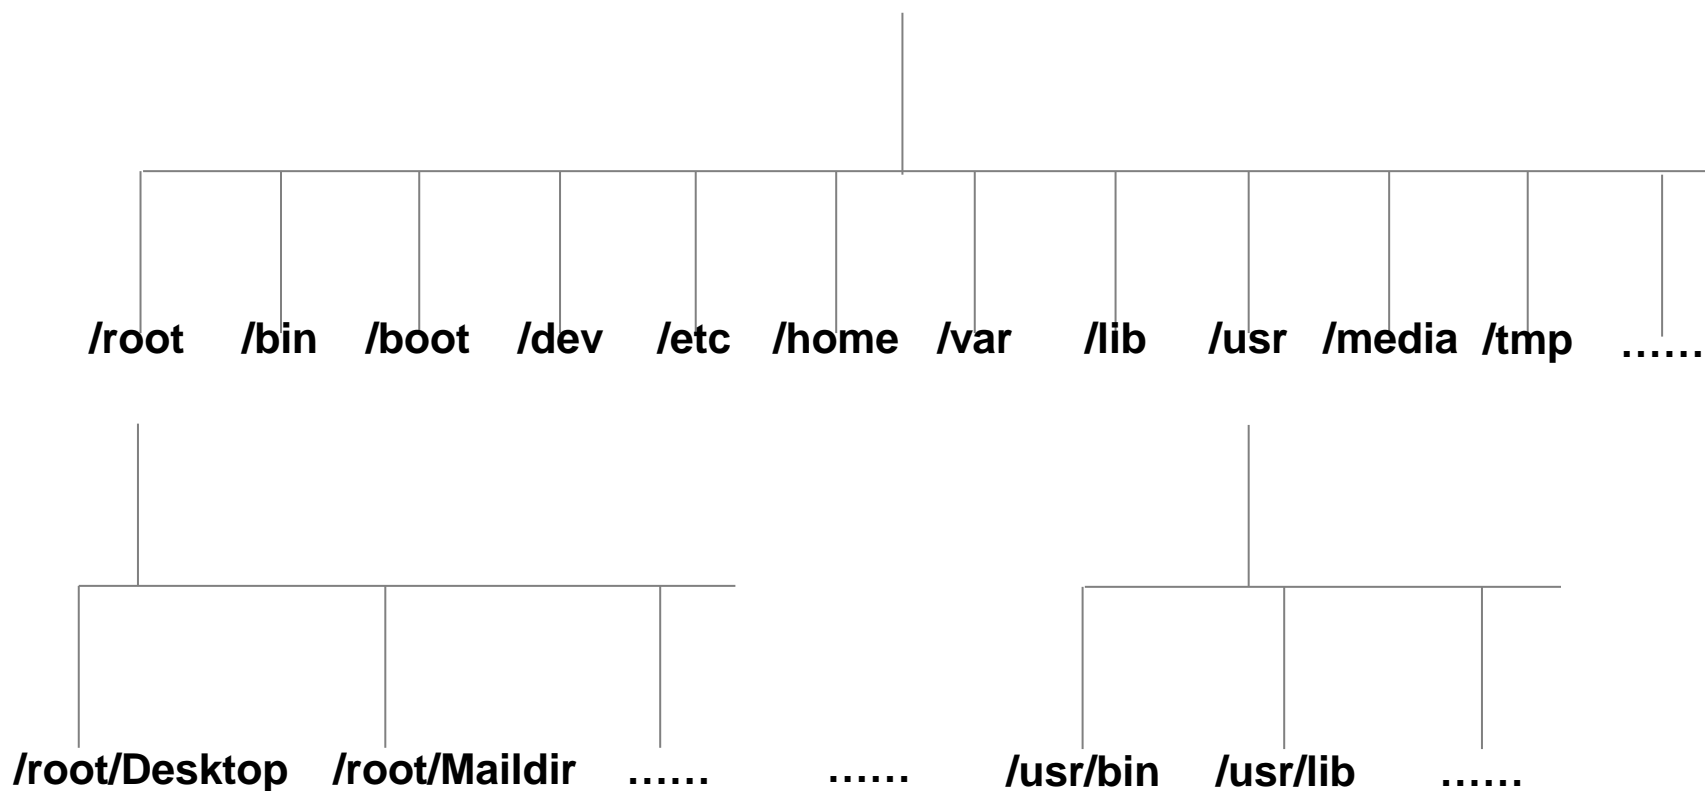 /root /bin /boot /dev /etc /home /var /lib /usr /media /tmp ……
/root/Desktop /root/Maildir …… …… /usr/bin /usr/lib ……